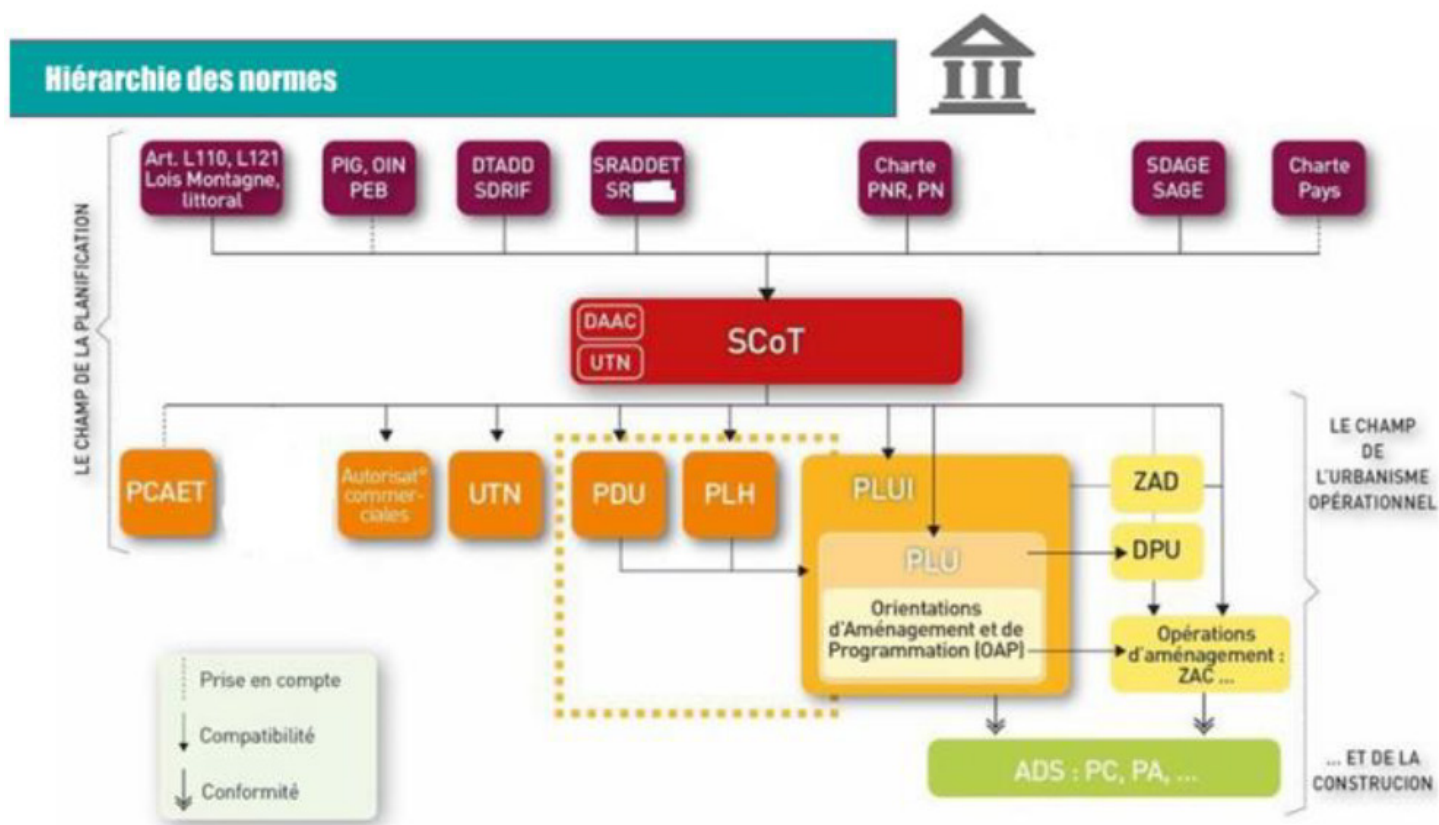 Hiérarchie des normes
LE CHAMP DE LA PLANIFICATION
Art. L110, L121
Lois Montagne,
littoral
PIG, OIN
PEB
DTADD
SDRIF
SRADDET
SR
Charte
PNR, PN
SDAGE
SAGE
Charte
Pays
DAAC
UTN
SCoT
PCAET
Autorisat°
commer-
ciales
UTN
PDU
PLH
PLUI
PLU
Orientations
d'Aménagement et de
Programmation (OAP)
ZAD
DPU
Opérations
d'aménagement :
ZAC ...
LE CHAMP
DE
L'URBANISME
OPÉRATIONNEL
Prise en compte
Compatibilité
Conformité
ADS : PC, PA, ...
... ET DE LA
CONSTRUCION